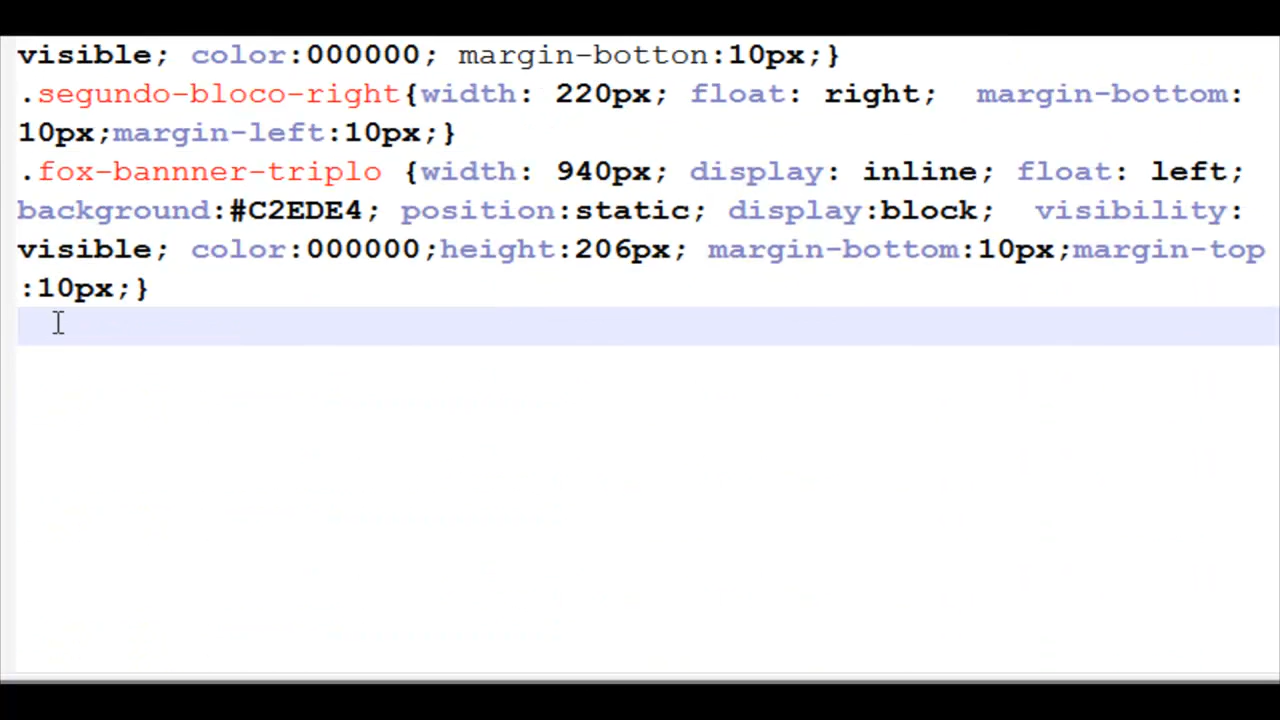 visible; color:000000; margin-botton:10px;}
.segundo-bloco-right{width: 220px; float: right;  margin-bottom:
10px;margin-left:10px;}
.fox-bannner-triplo {width: 940px; display: inline; float: left;
background:#C2EDE4; position:static; display:block;  visibility:
visible; color:000000;height:206px; margin-bottom:10px;margin-top
:10px;}